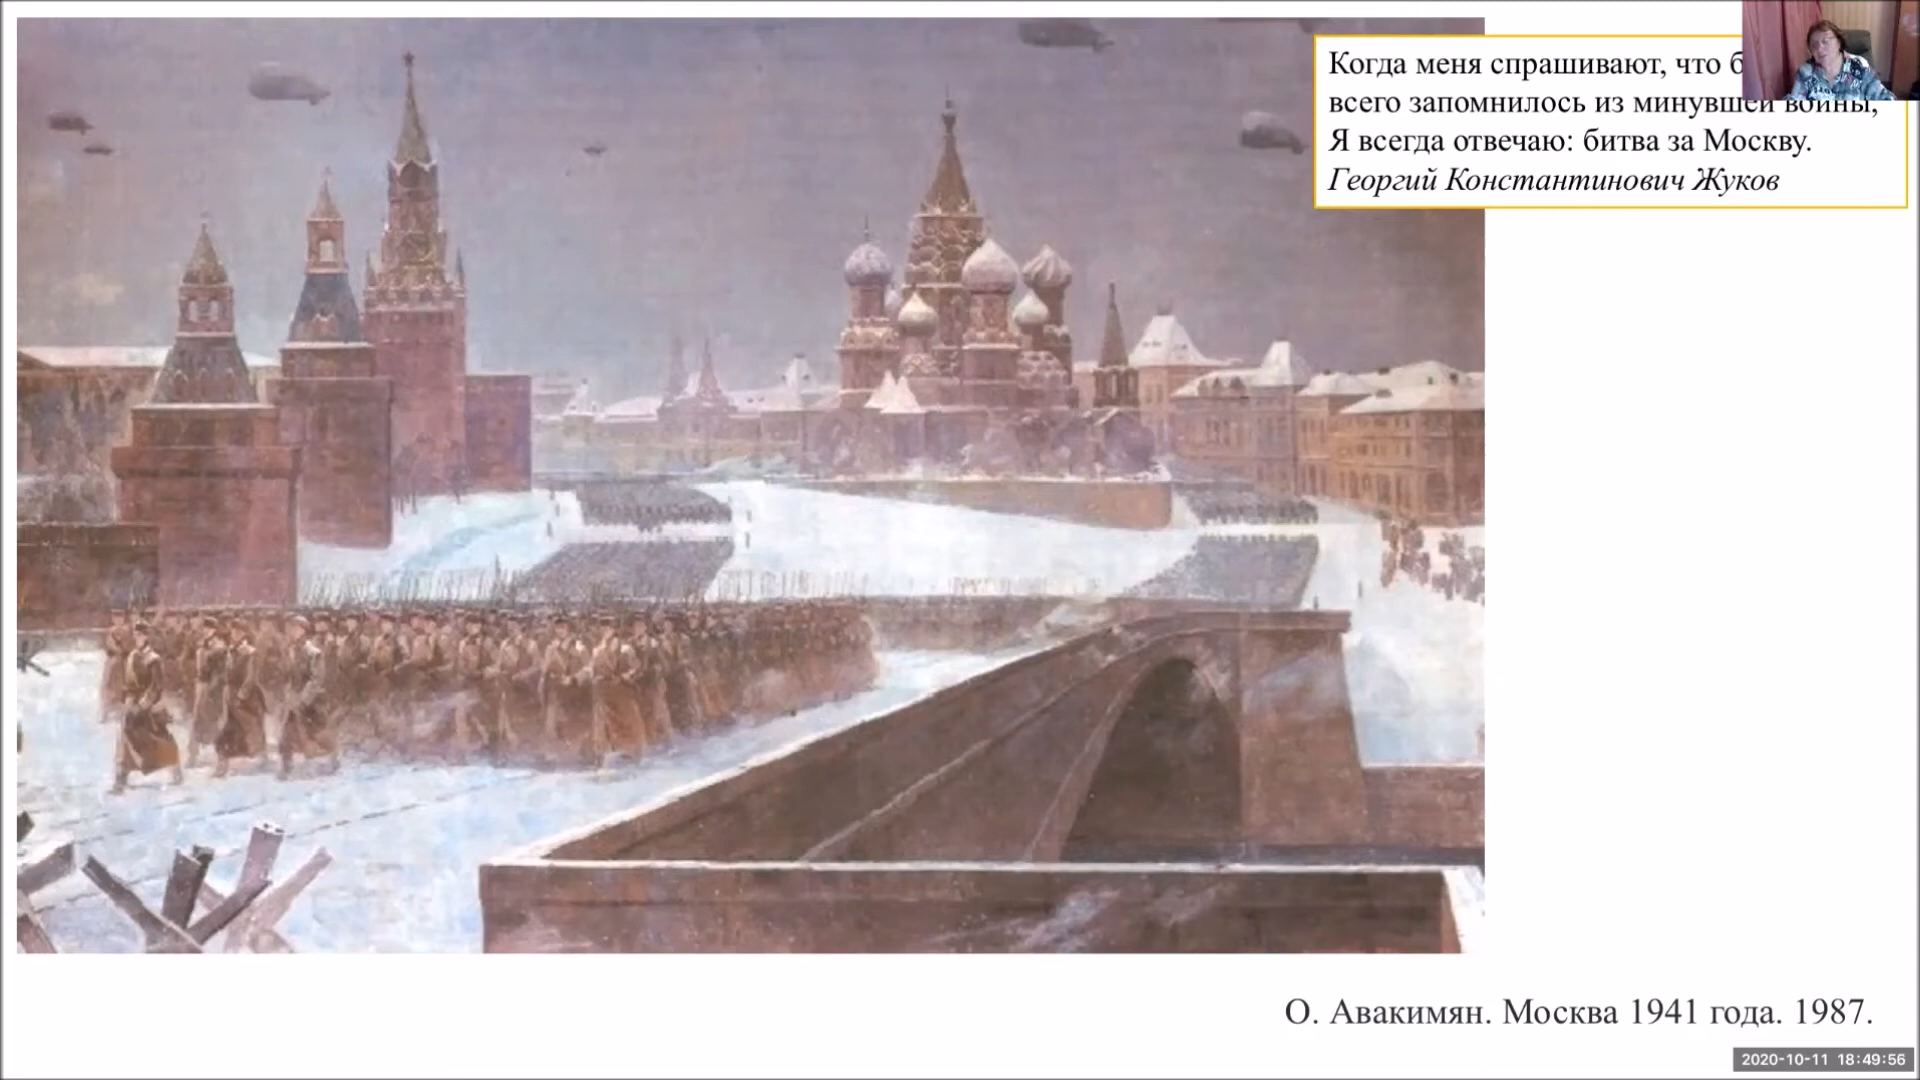 Когда меня спрашивают, что
всего запомнилось из минувшей войны,
Я всегда отвечаю: битва за Москву.
Георгий Константинович Жуков
О. Авакимян. Москва 1941 года. 1987.
2020-10-11 18:49:56